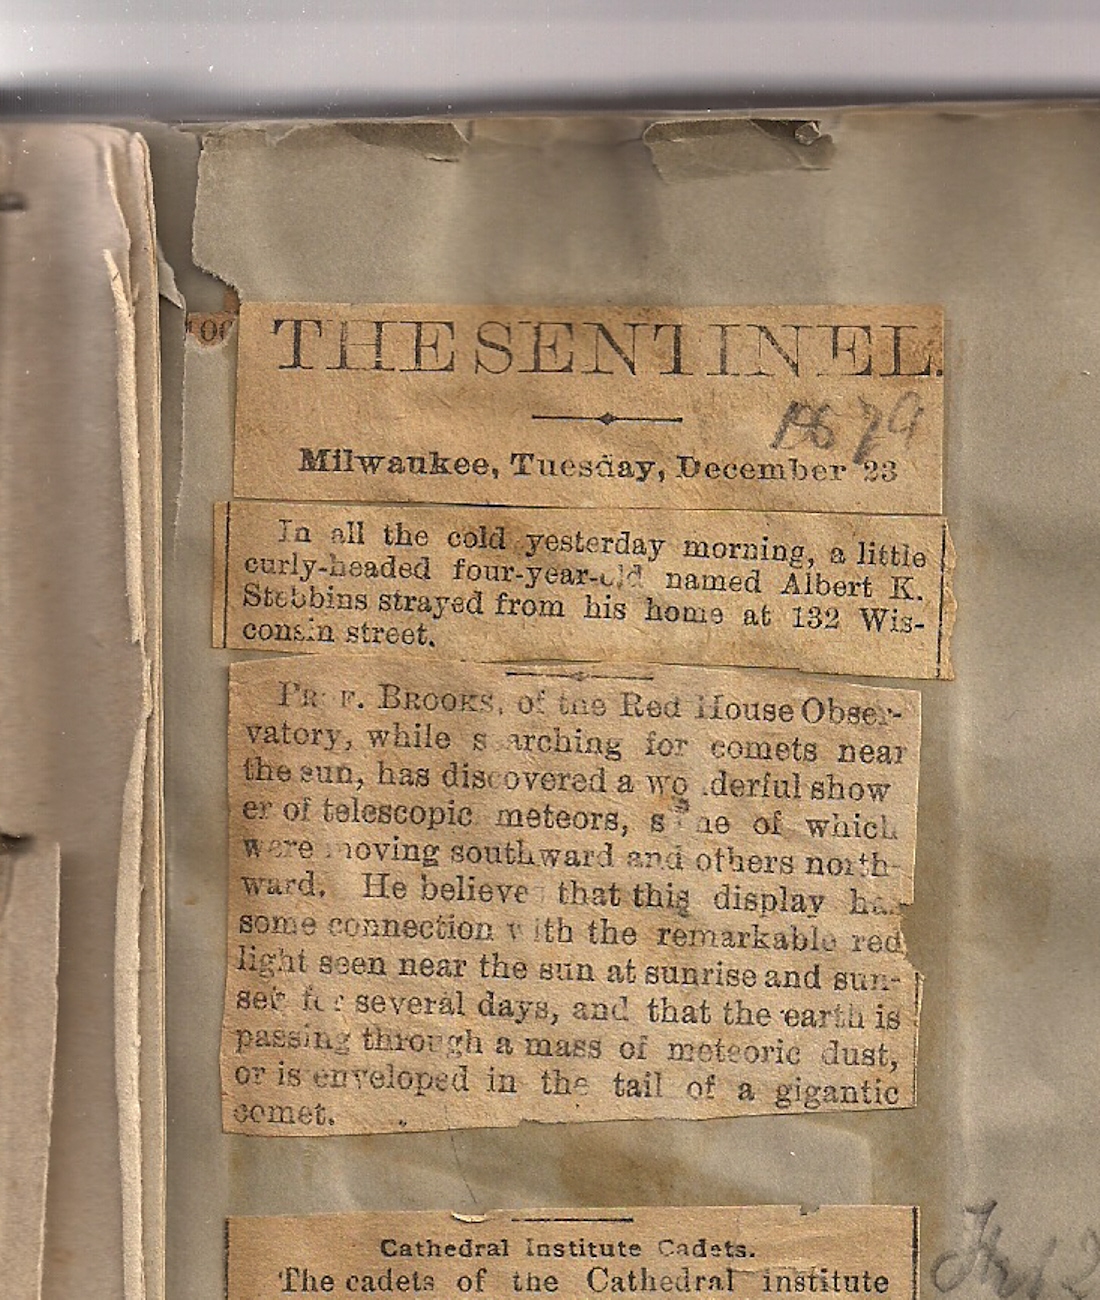 THE SENTINEL.
1879
Milwaukee, Tuesday, December 23
In all the cold yesterday morning, a little
curly-headed four-year-old named Albert K.
Stebbins strayed from his home at 132 Wis-
consin street.
PROF. BROOKS, of the Red House Obser-
vatory, while searching for comets near
the sun, has discovered a wonderful show
er of telescopic meteors, some of which
were moving southward and others north-
ward. He believes that this display has
some connection with the remarkable red
light seen near the sun at sunrise and sun-
set for several days, and that the earth is
passing through a mass of meteoric dust,
or is enveloped in the tail of a gigantic
comet.
Cathedral Institute Cadets.
The cadets of the Cathedral institute